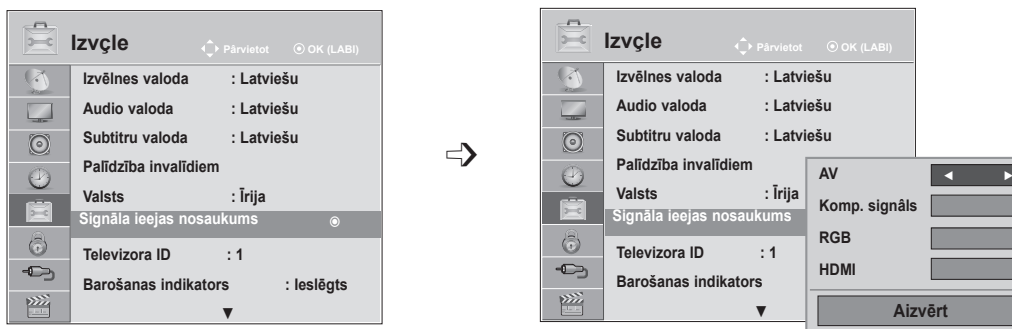 Izvçle
Pārvietot
OK (LABI)
Izvēlnes valoda : Latviešu
Audio valoda : Latviešu
Subtitru valoda : Latviešu
Palīdzība invalīdiem
Valsts : Īrija
Signāla ieejas nosaukums
Televizora ID : 1
Barošanas indikators : Ieslēgts
Izvçle
Pārvietot
OK (LABI)
Izvēlnes valoda : Latviešu
Audio valoda : Latviešu
Subtitru valoda : Latviešu
Palīdzība invalīdiem
Valsts : Īrija
Signāla ieejas nosaukums
Televizora ID : 1
Barošanas indikators
AV
Komp. signāls
RGB
HDMI
Aizvērt